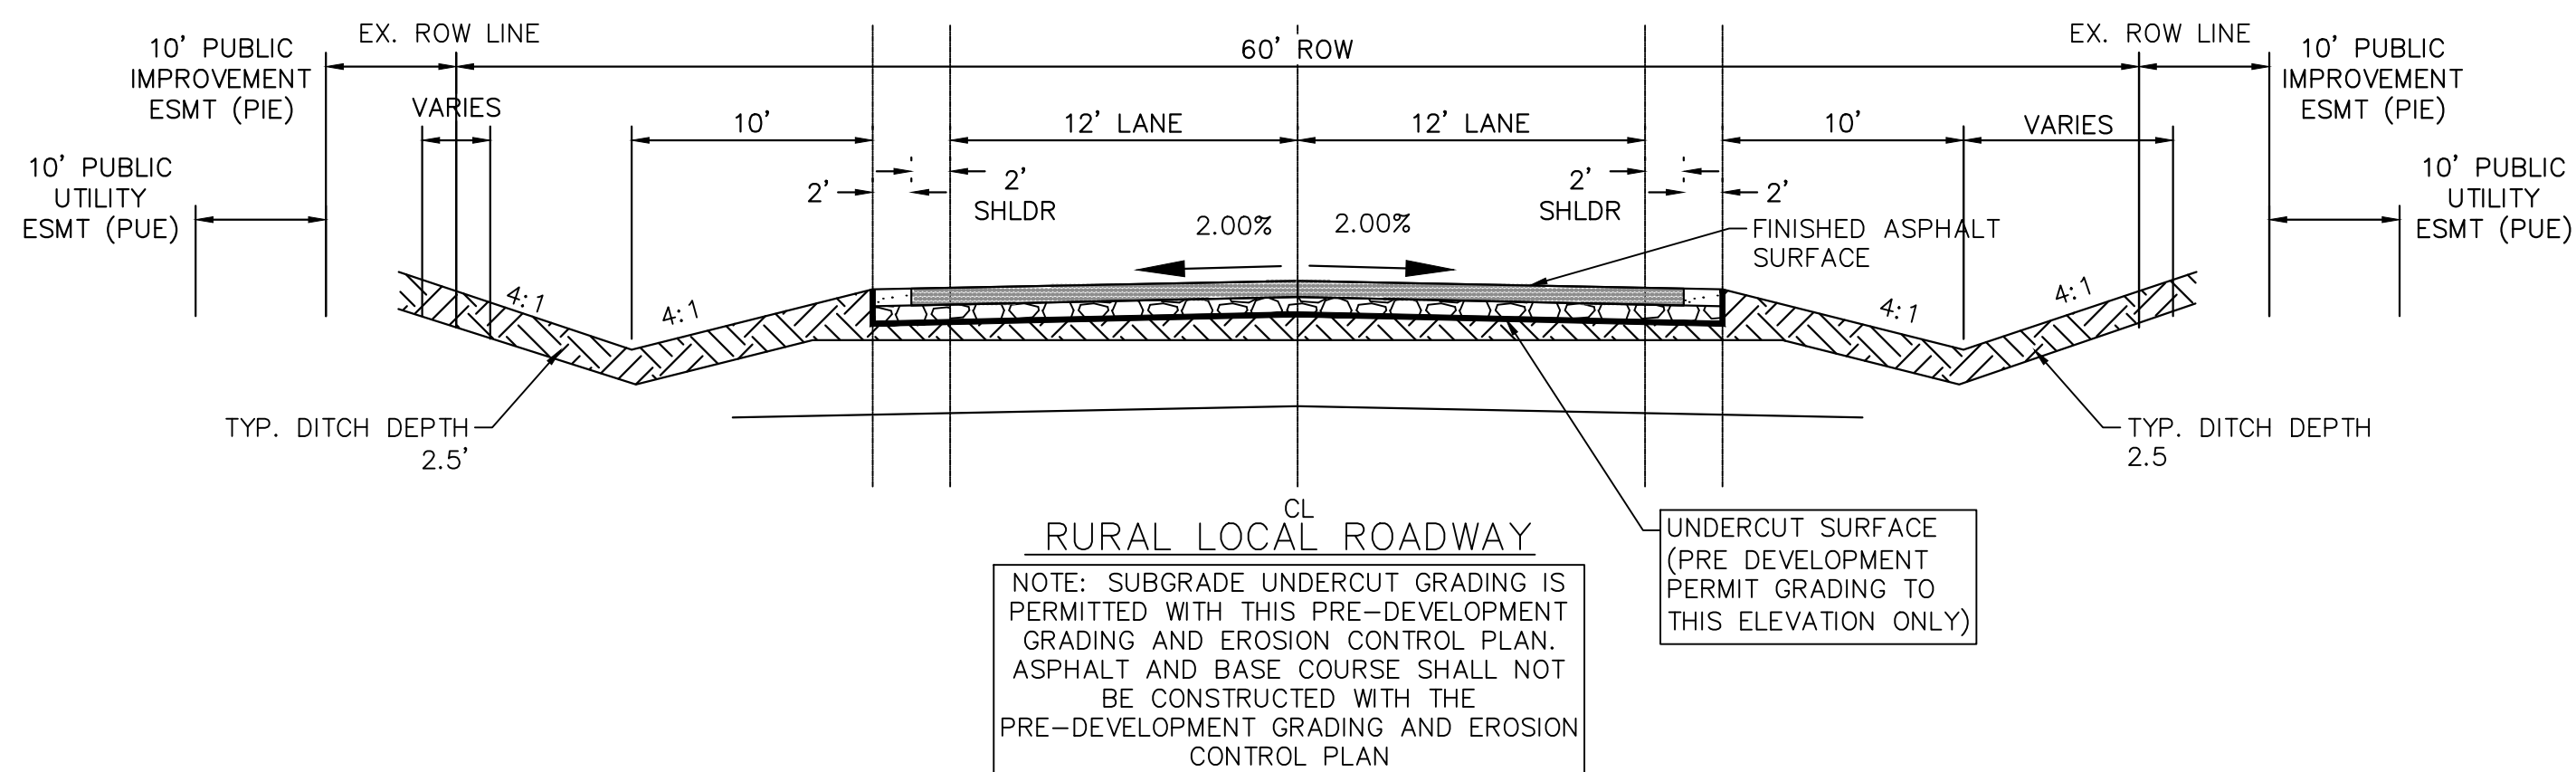 EX. ROW LINE
60' ROW
EX. ROW LINE
10' PUBLIC
IMPROVEMENT
ESMT (PIE)
10' PUBLIC
IMPROVEMENT
ESMT (PIE)
VARIES
10'
12' LANE
12' LANE
10'
VARIES
10' PUBLIC
UTILITY
ESMT (PUE)
2'
2'
SHLDR
2'
SHLDR
2'
10' PUBLIC
UTILITY
ESMT (PUE)
2.00%
2.00%
FINISHED ASPHALT
SURFACE
4:1
4:1
4:1
4:1
TYP. DITCH DEPTH
2.5'
TYP. DITCH DEPTH
2.5
CL
RURAL LOCAL ROADWAY
UNDERCUT SURFACE
(PRE DEVELOPMENT
PERMIT GRADING TO
THIS ELEVATION ONLY)
NOTE: SUBGRADE UNDERCUT GRADING IS
PERMITTED WITH THIS PRE-DEVELOPMENT
GRADING AND EROSION CONTROL PLAN.
ASPHALT AND BASE COURSE SHALL NOT
BE CONSTRUCTED WITH THE
PRE-DEVELOPMENT GRADING AND EROSION
CONTROL PLAN